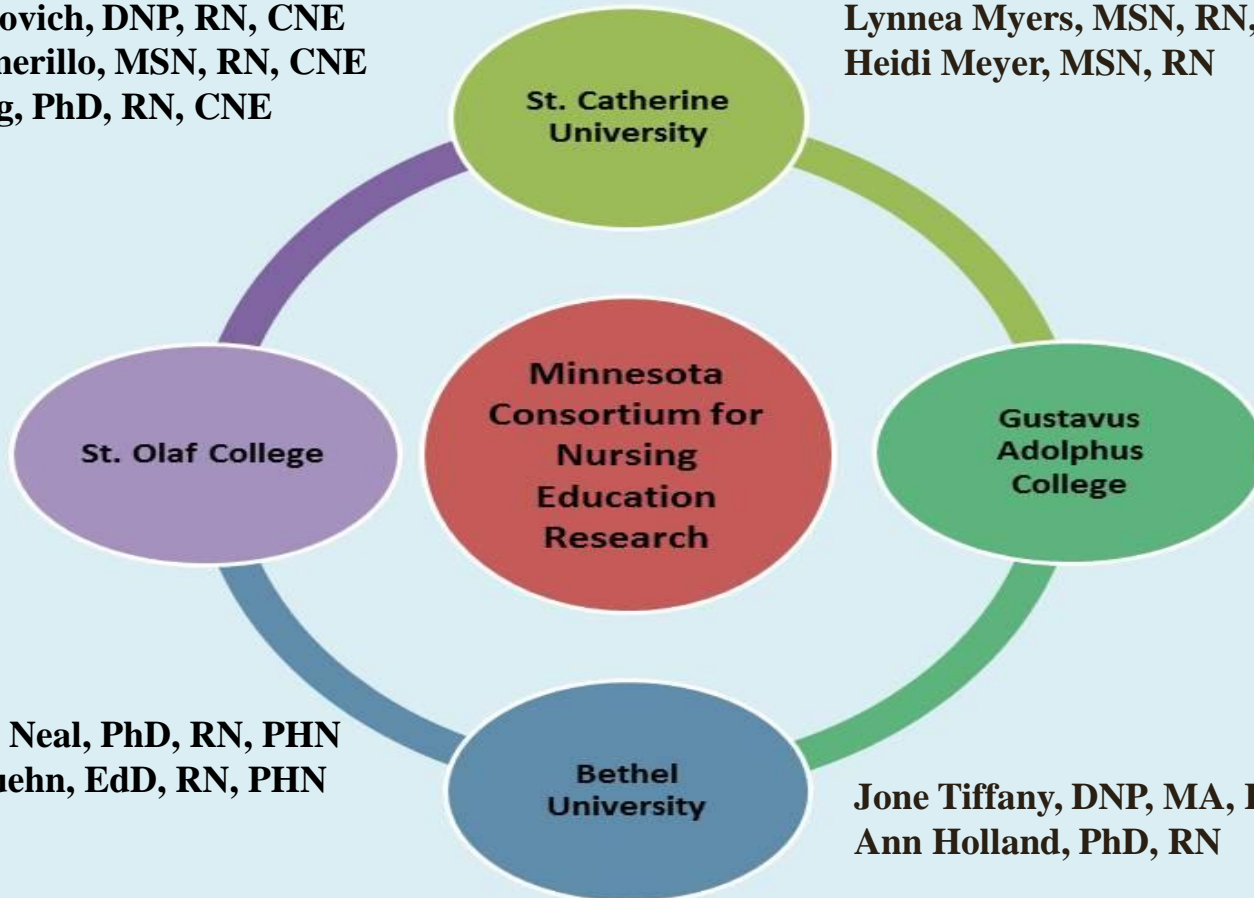 ovich, DNP, RN, CNE
nerillo, MSN, RN, CNE
g, PhD, RN, CNE
Lynnea Myers, MSN, RN,
Heidi Meyer, MSN, RN
St. Catherine
University
Minnesota
Consortium for
Nursing
Education
Research
St. Olaf College
Gustavus
Adolphus
College
Neal, PhD, RN, PHN
uehn, EdD, RN, PHN
Bethel
University
Jone Tiffany, DNP, MA,
Ann Holland, PhD, RN